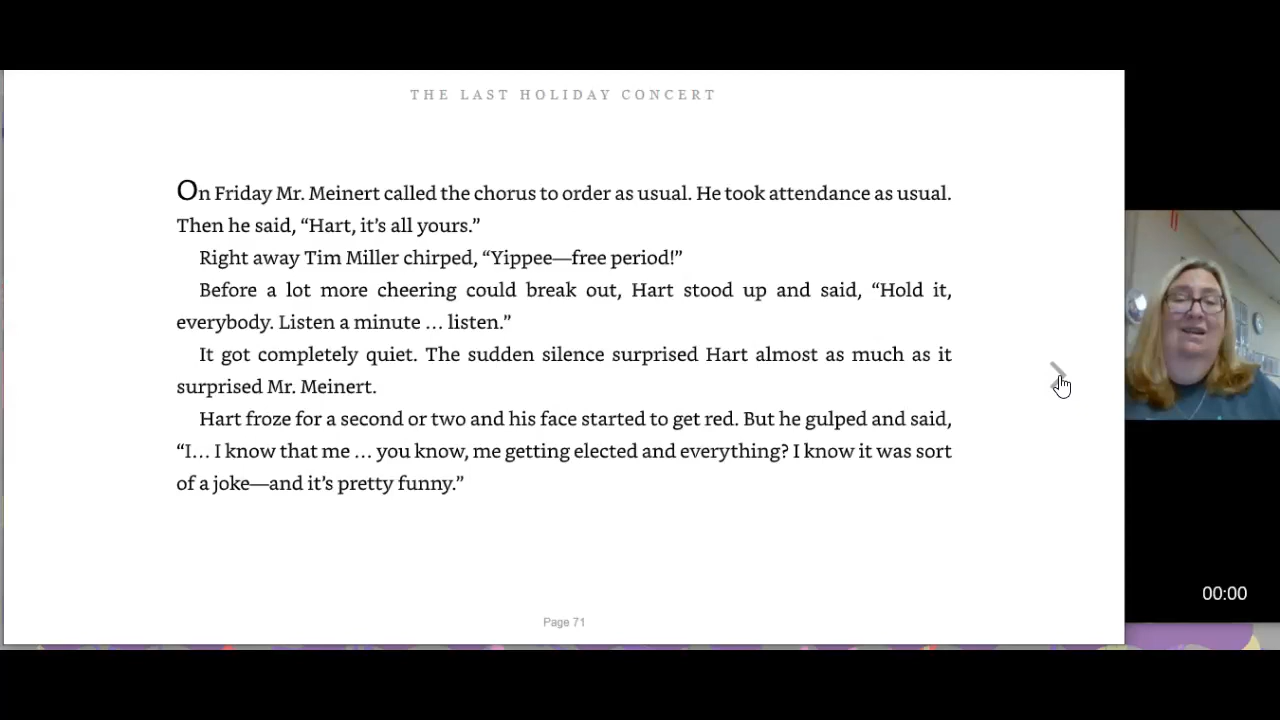 THE LAST HOLIDAY CONCERT
On Friday Mr. Meinert called the chorus to order as usual. He took attendance as usual.
Then he said, “Hart, it’s all yours.”
Right away Tim Miller chirped, “Yippee—free period!”
Before a lot more cheering could break out, Hart stood up and said, “Hold it,
everybody. Listen a minute … listen.”
It got completely quiet. The sudden silence surprised Hart almost as much as it
surprised Mr. Meinert.
Hart froze for a second or two and his face started to get red. But he gulped and said,
“I… I know that me … you know, me getting elected and everything? I know it was sort
of a joke—and it’s pretty funny.”
00:00
Page 71